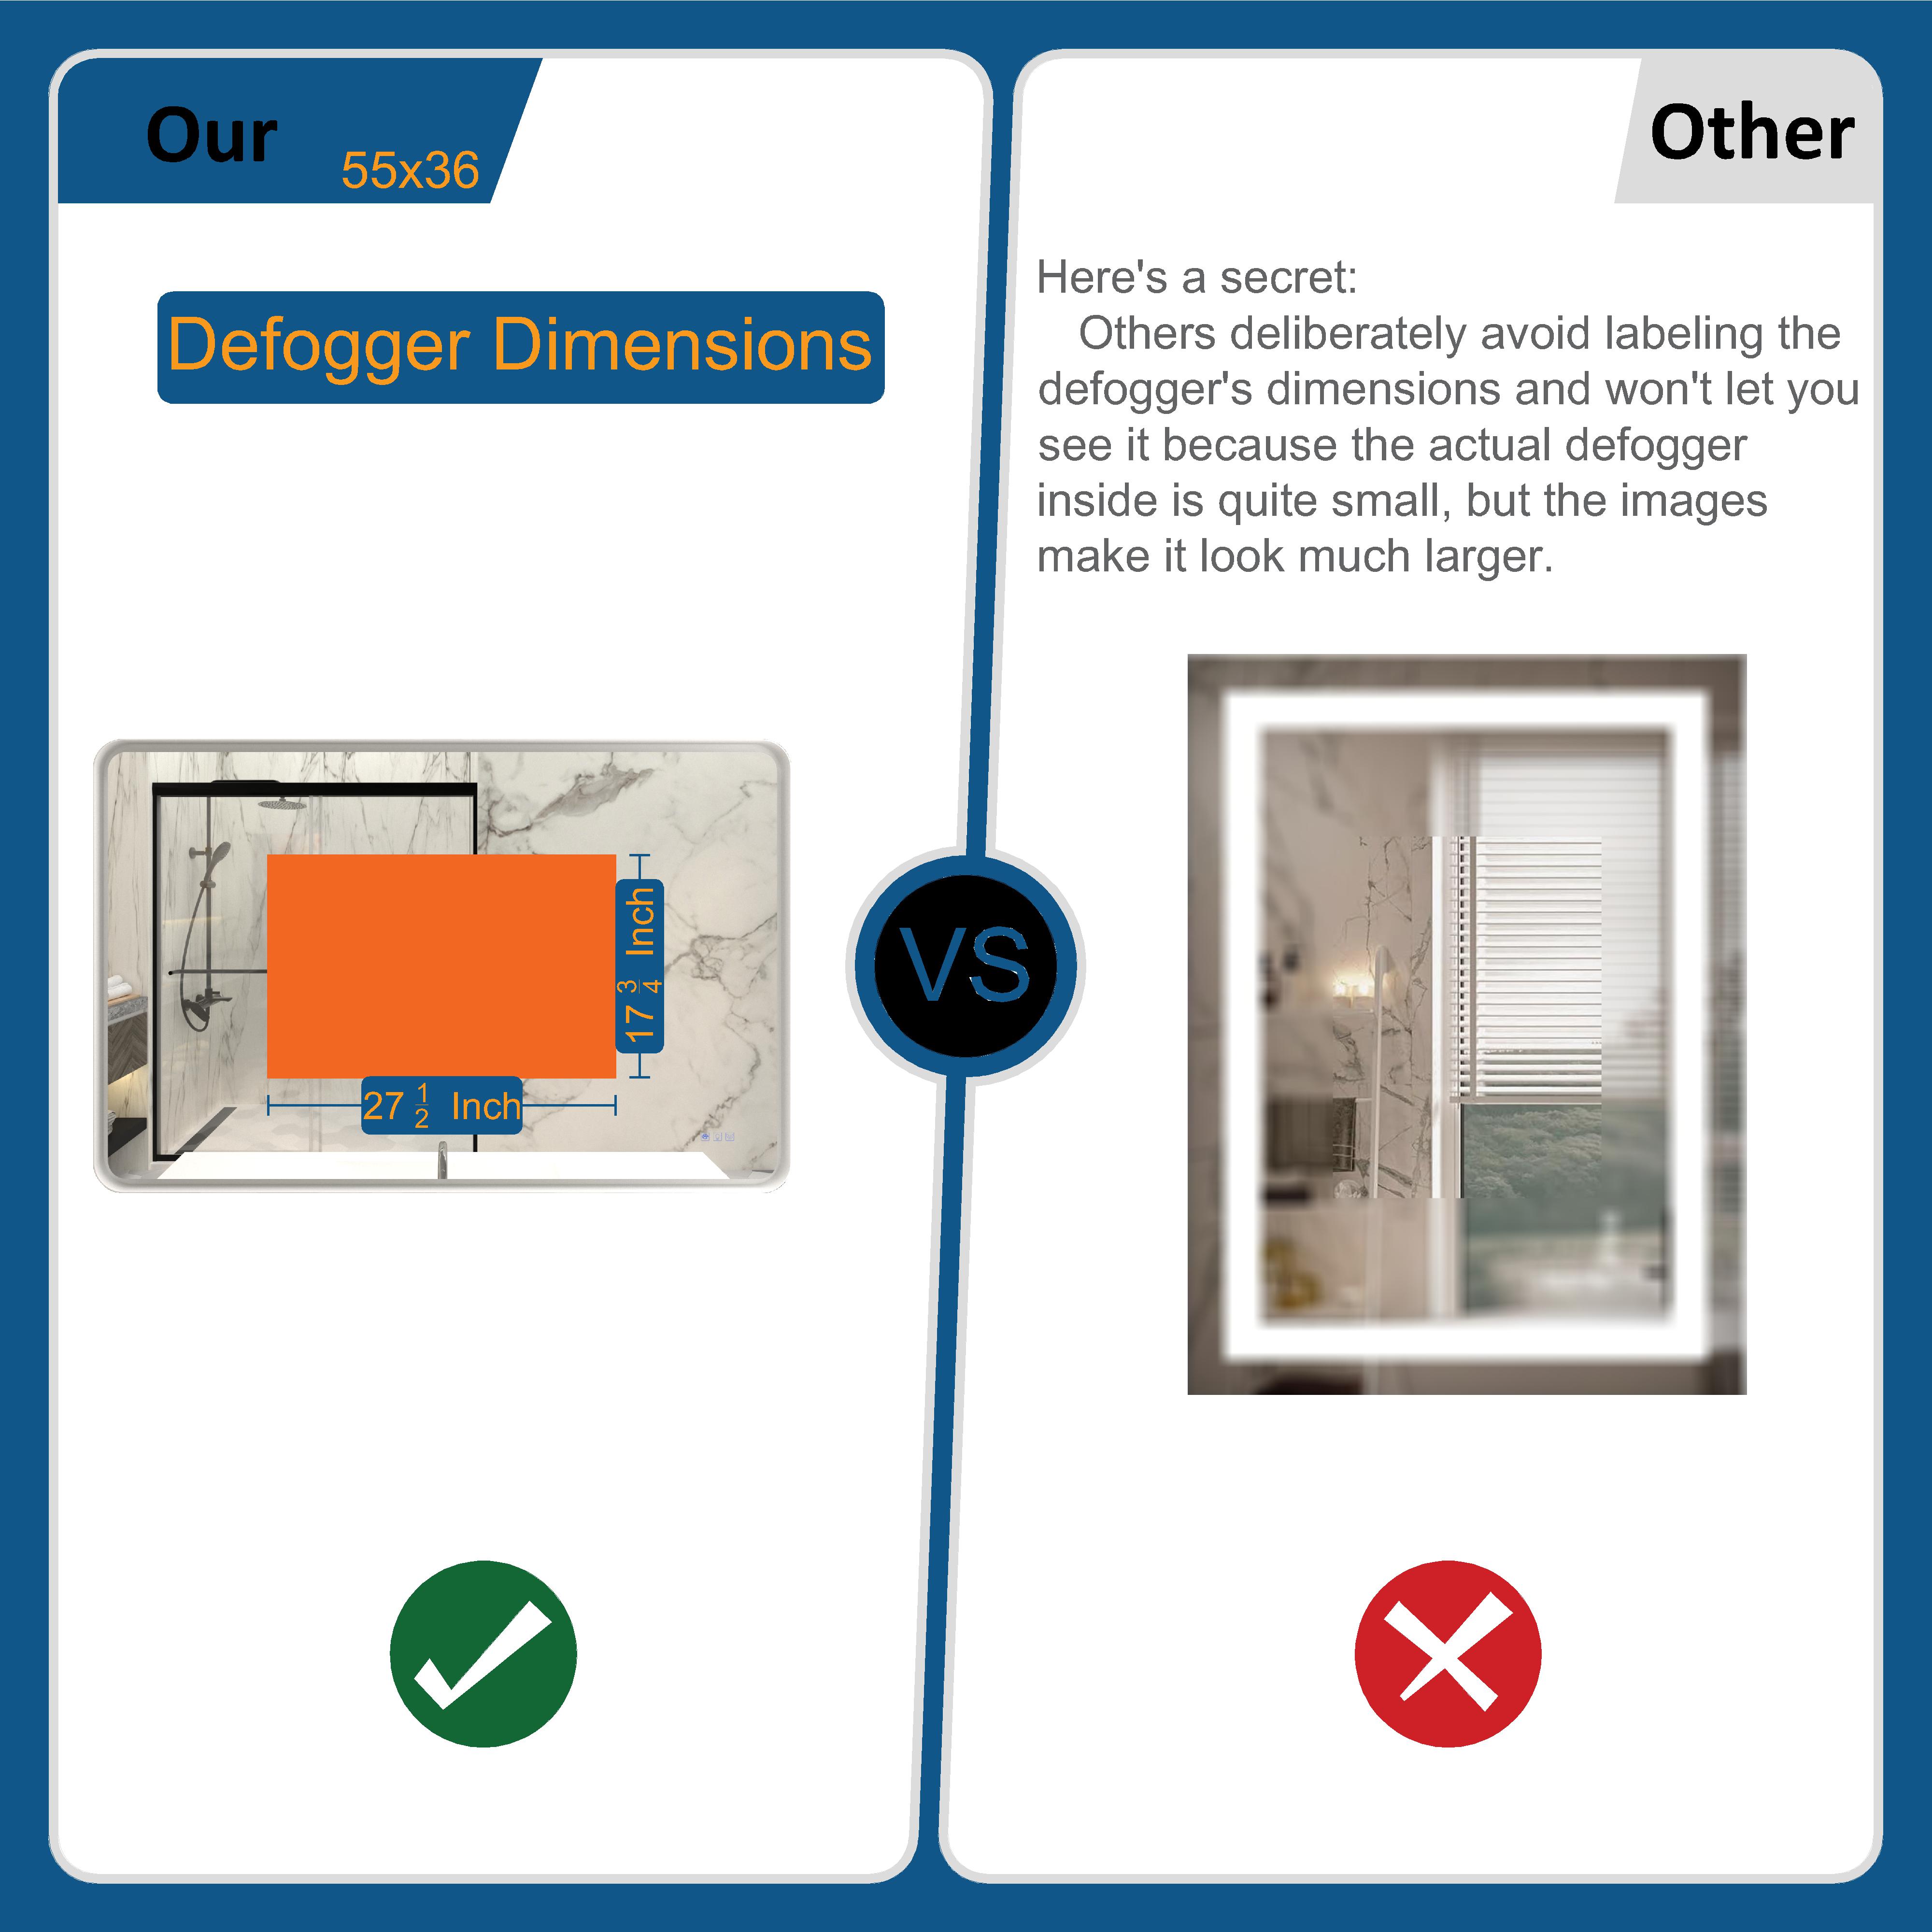 Our
55x36
Defogger Dimensions
17 3/4 Inch
27 1/2 Inch
VS
Other
Here's a secret:
Others deliberately avoid labeling the
defogger's dimensions and won't let you
see it because the actual defogger
inside is quite small, but the images
make it look much larger.